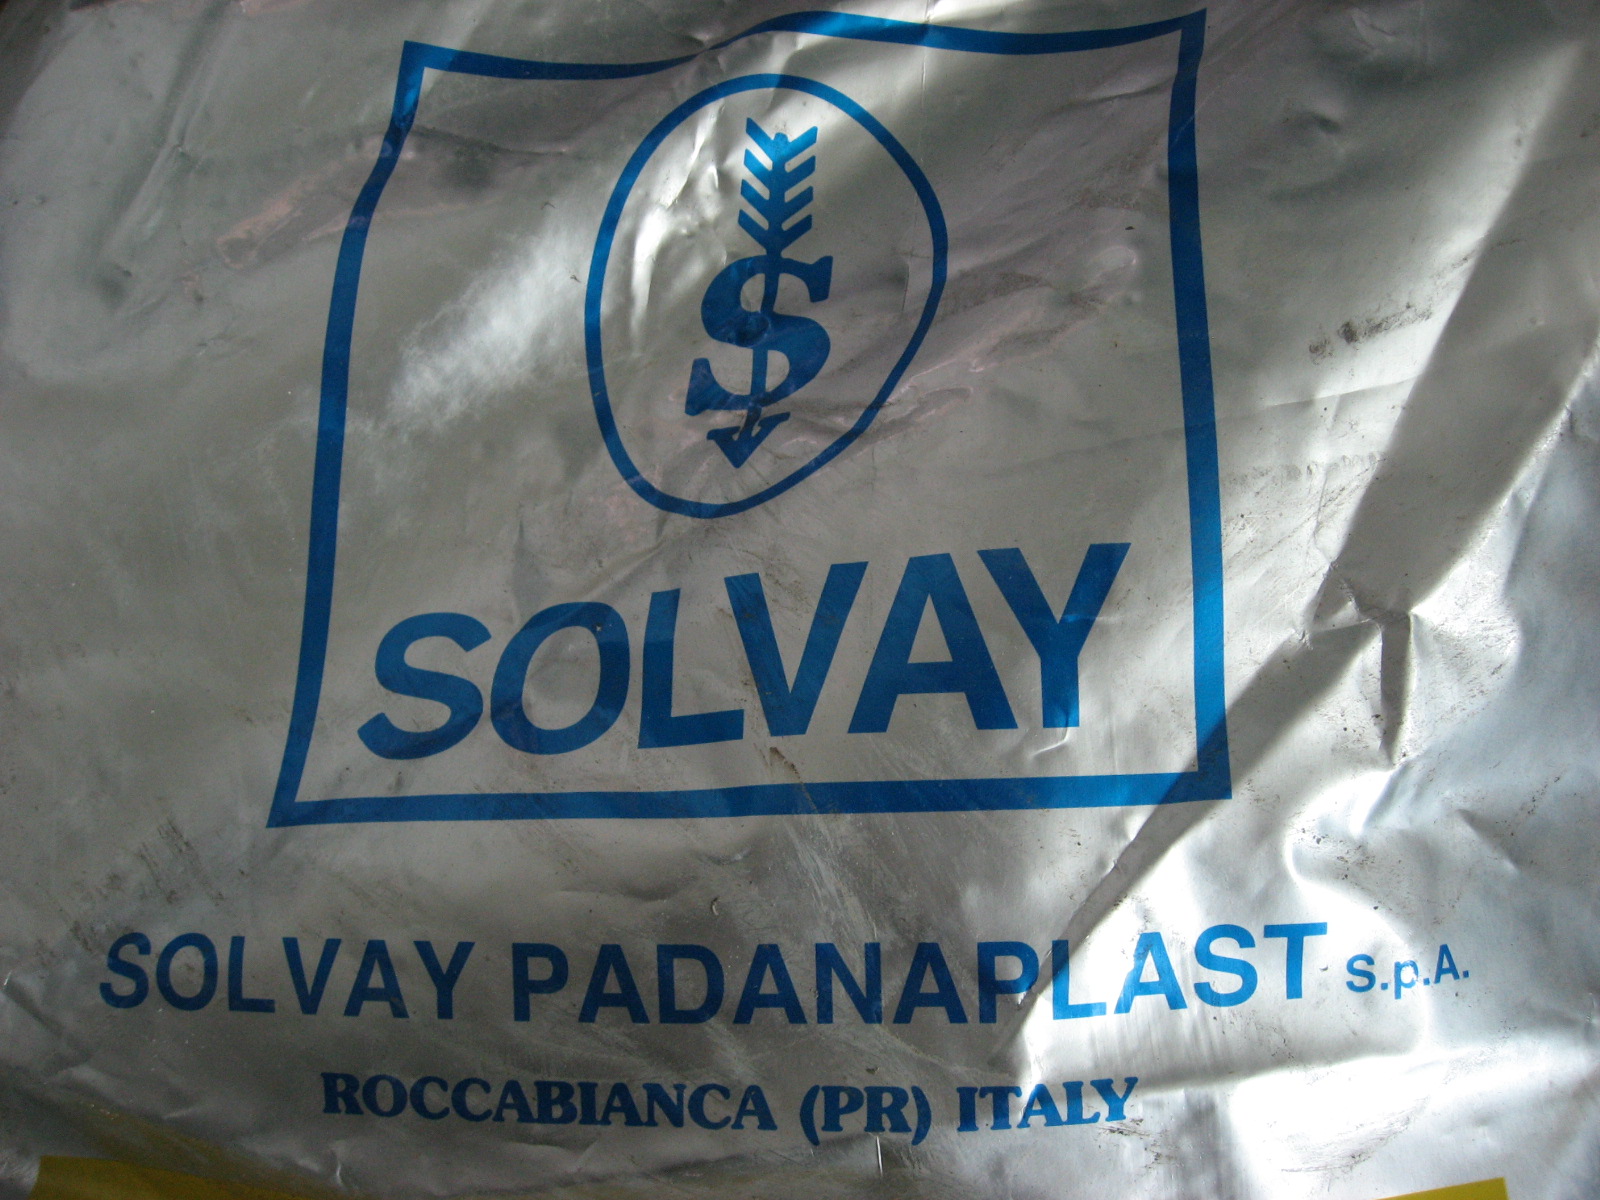 S
SOLVAY
SOLVAY PADANAPLAST S.p.A.
ROCCABIANCA (PR) ITALY